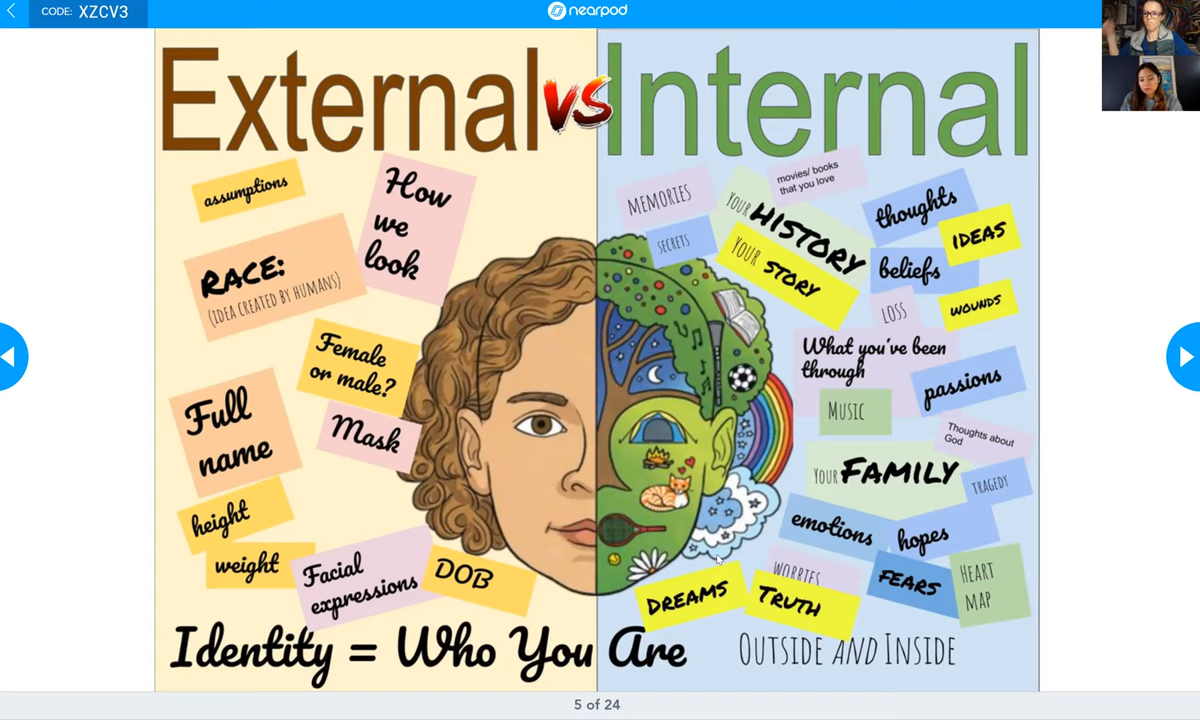 CODE: XZCV3
nearpod
External
VS
Internal
assumptions
How
we
look
RACE:
(IDEA CREATED BY HUMANS)
Female
or male?
Full
name
Mask
height
weight
Facial
expressions
DOB
MEMORIES
SECRETS
movies/ books
that you love
YOUR HISTORY
YOUR STORY
thoughts
IDEAS
beliefs
LOSS
WOUNDS
What you've been
through
passions
MUSIC
Thoughts about
God
YOUR FAMILY
TRAGEDY
emotions
hopes
WORRIES
FEARS
HEART
MAP
DREAMS
TRUTH
Identity = Who You Are
OUTSIDE AND INSIDE
5 of 24